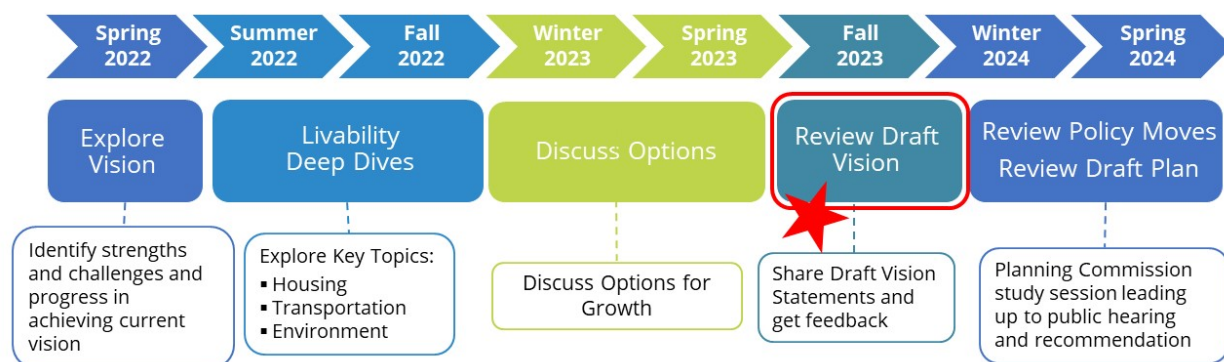 Spring
2022
Summer
2022
Fall
2022
Winter
2023
Spring
2023
Fall
2023
Winter
2024
Spring
2024
Explore
Vision
Livability
Deep Dives
Discuss Options
Review Draft
Vision
Review Policy Moves
Review Draft Plan
Identify strengths
and challenges and
progress in
achieving current
vision
Explore Key Topics:
▪ Housing
▪ Transportation
▪ Environment
Discuss Options for
Growth
Share Draft Vision
Statements and
get feedback
Planning Commission
study session leading
up to public hearing
and recommendation